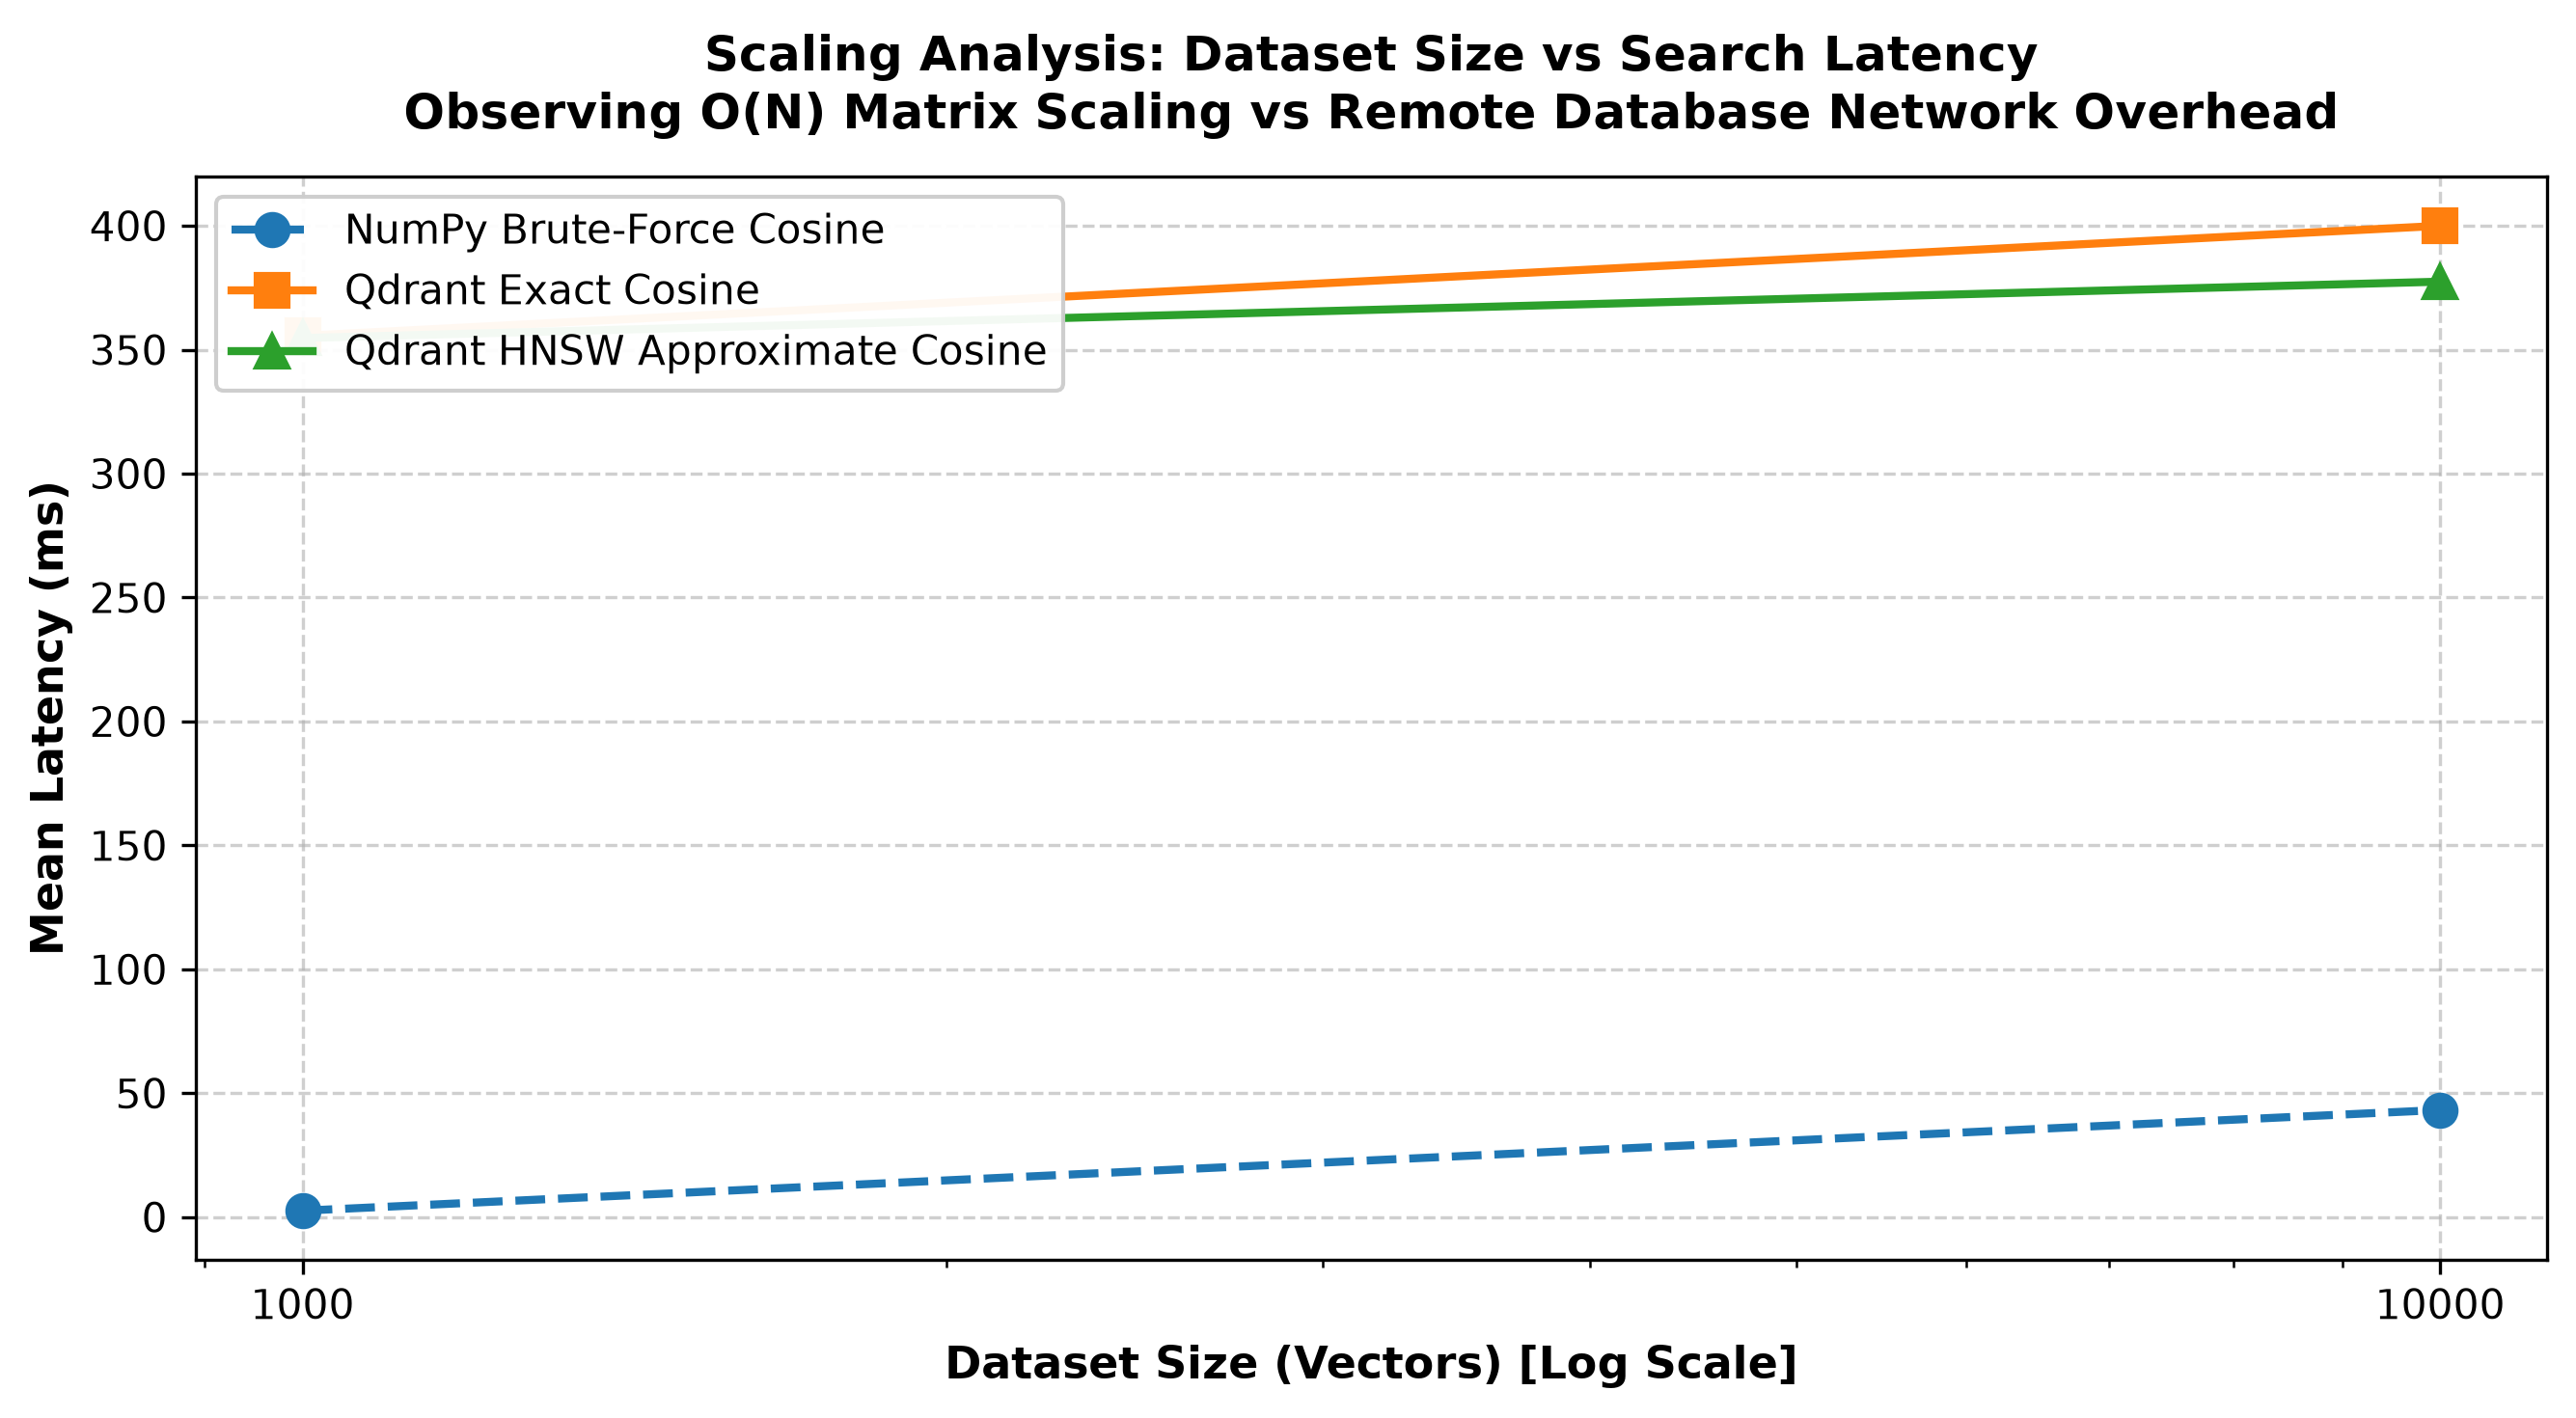 Scaling Analysis: Dataset Size vs Search Latency
Observing O(N) Matrix Scaling vs Remote Database Network Overhead
NumPy Brute-Force Cosine
Qdrant Exact Cosine
Qdrant HNSW Approximate Cosine
Mean Latency (ms)
400
350
300
250
200
150
100
50
0
1000
10000
Dataset Size (Vectors) [Log Scale]